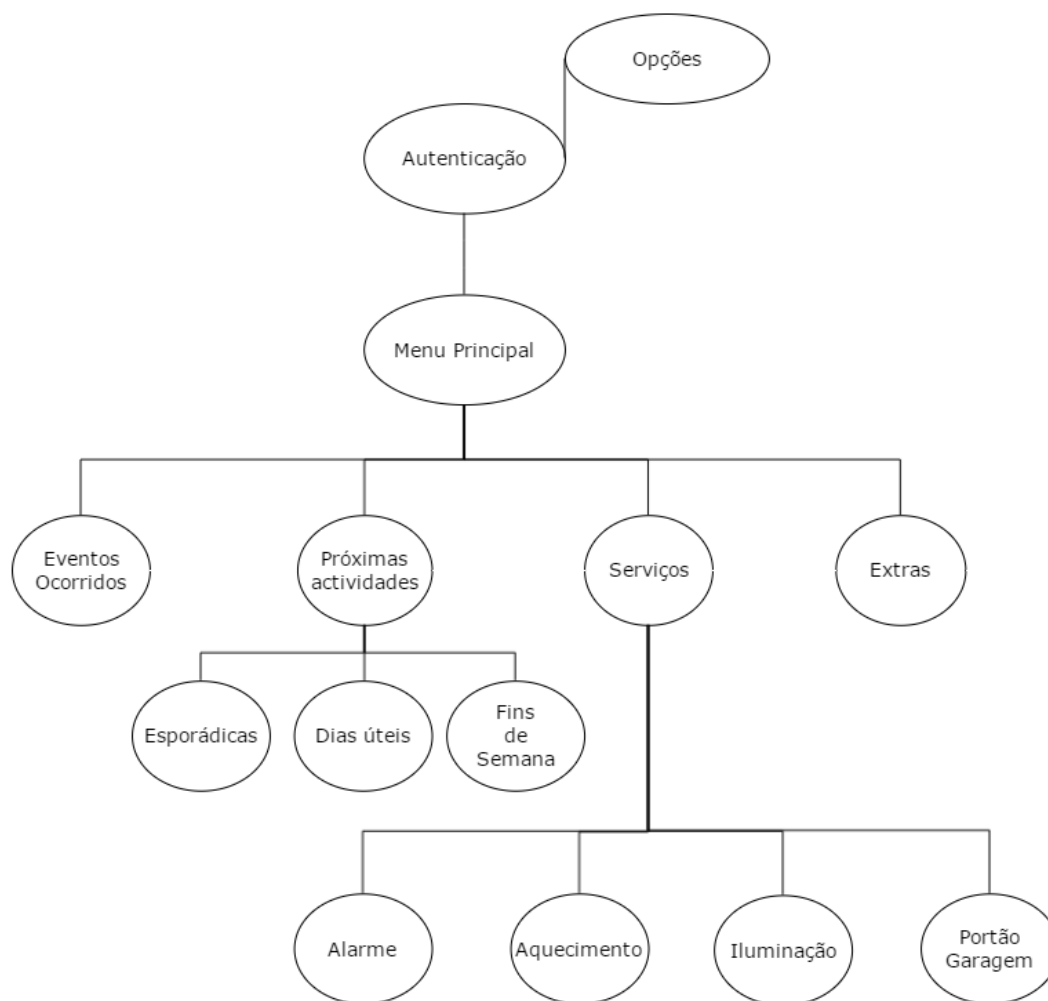 Opções
Autenticação
Menu Principal
Eventos
Ocorridos
Próximas
actividades
Serviços
Extras
Esporádicas
Dias úteis
Fins
de
Semana
Alarme
Aquecimento
Iluminação
Portão
Garagem